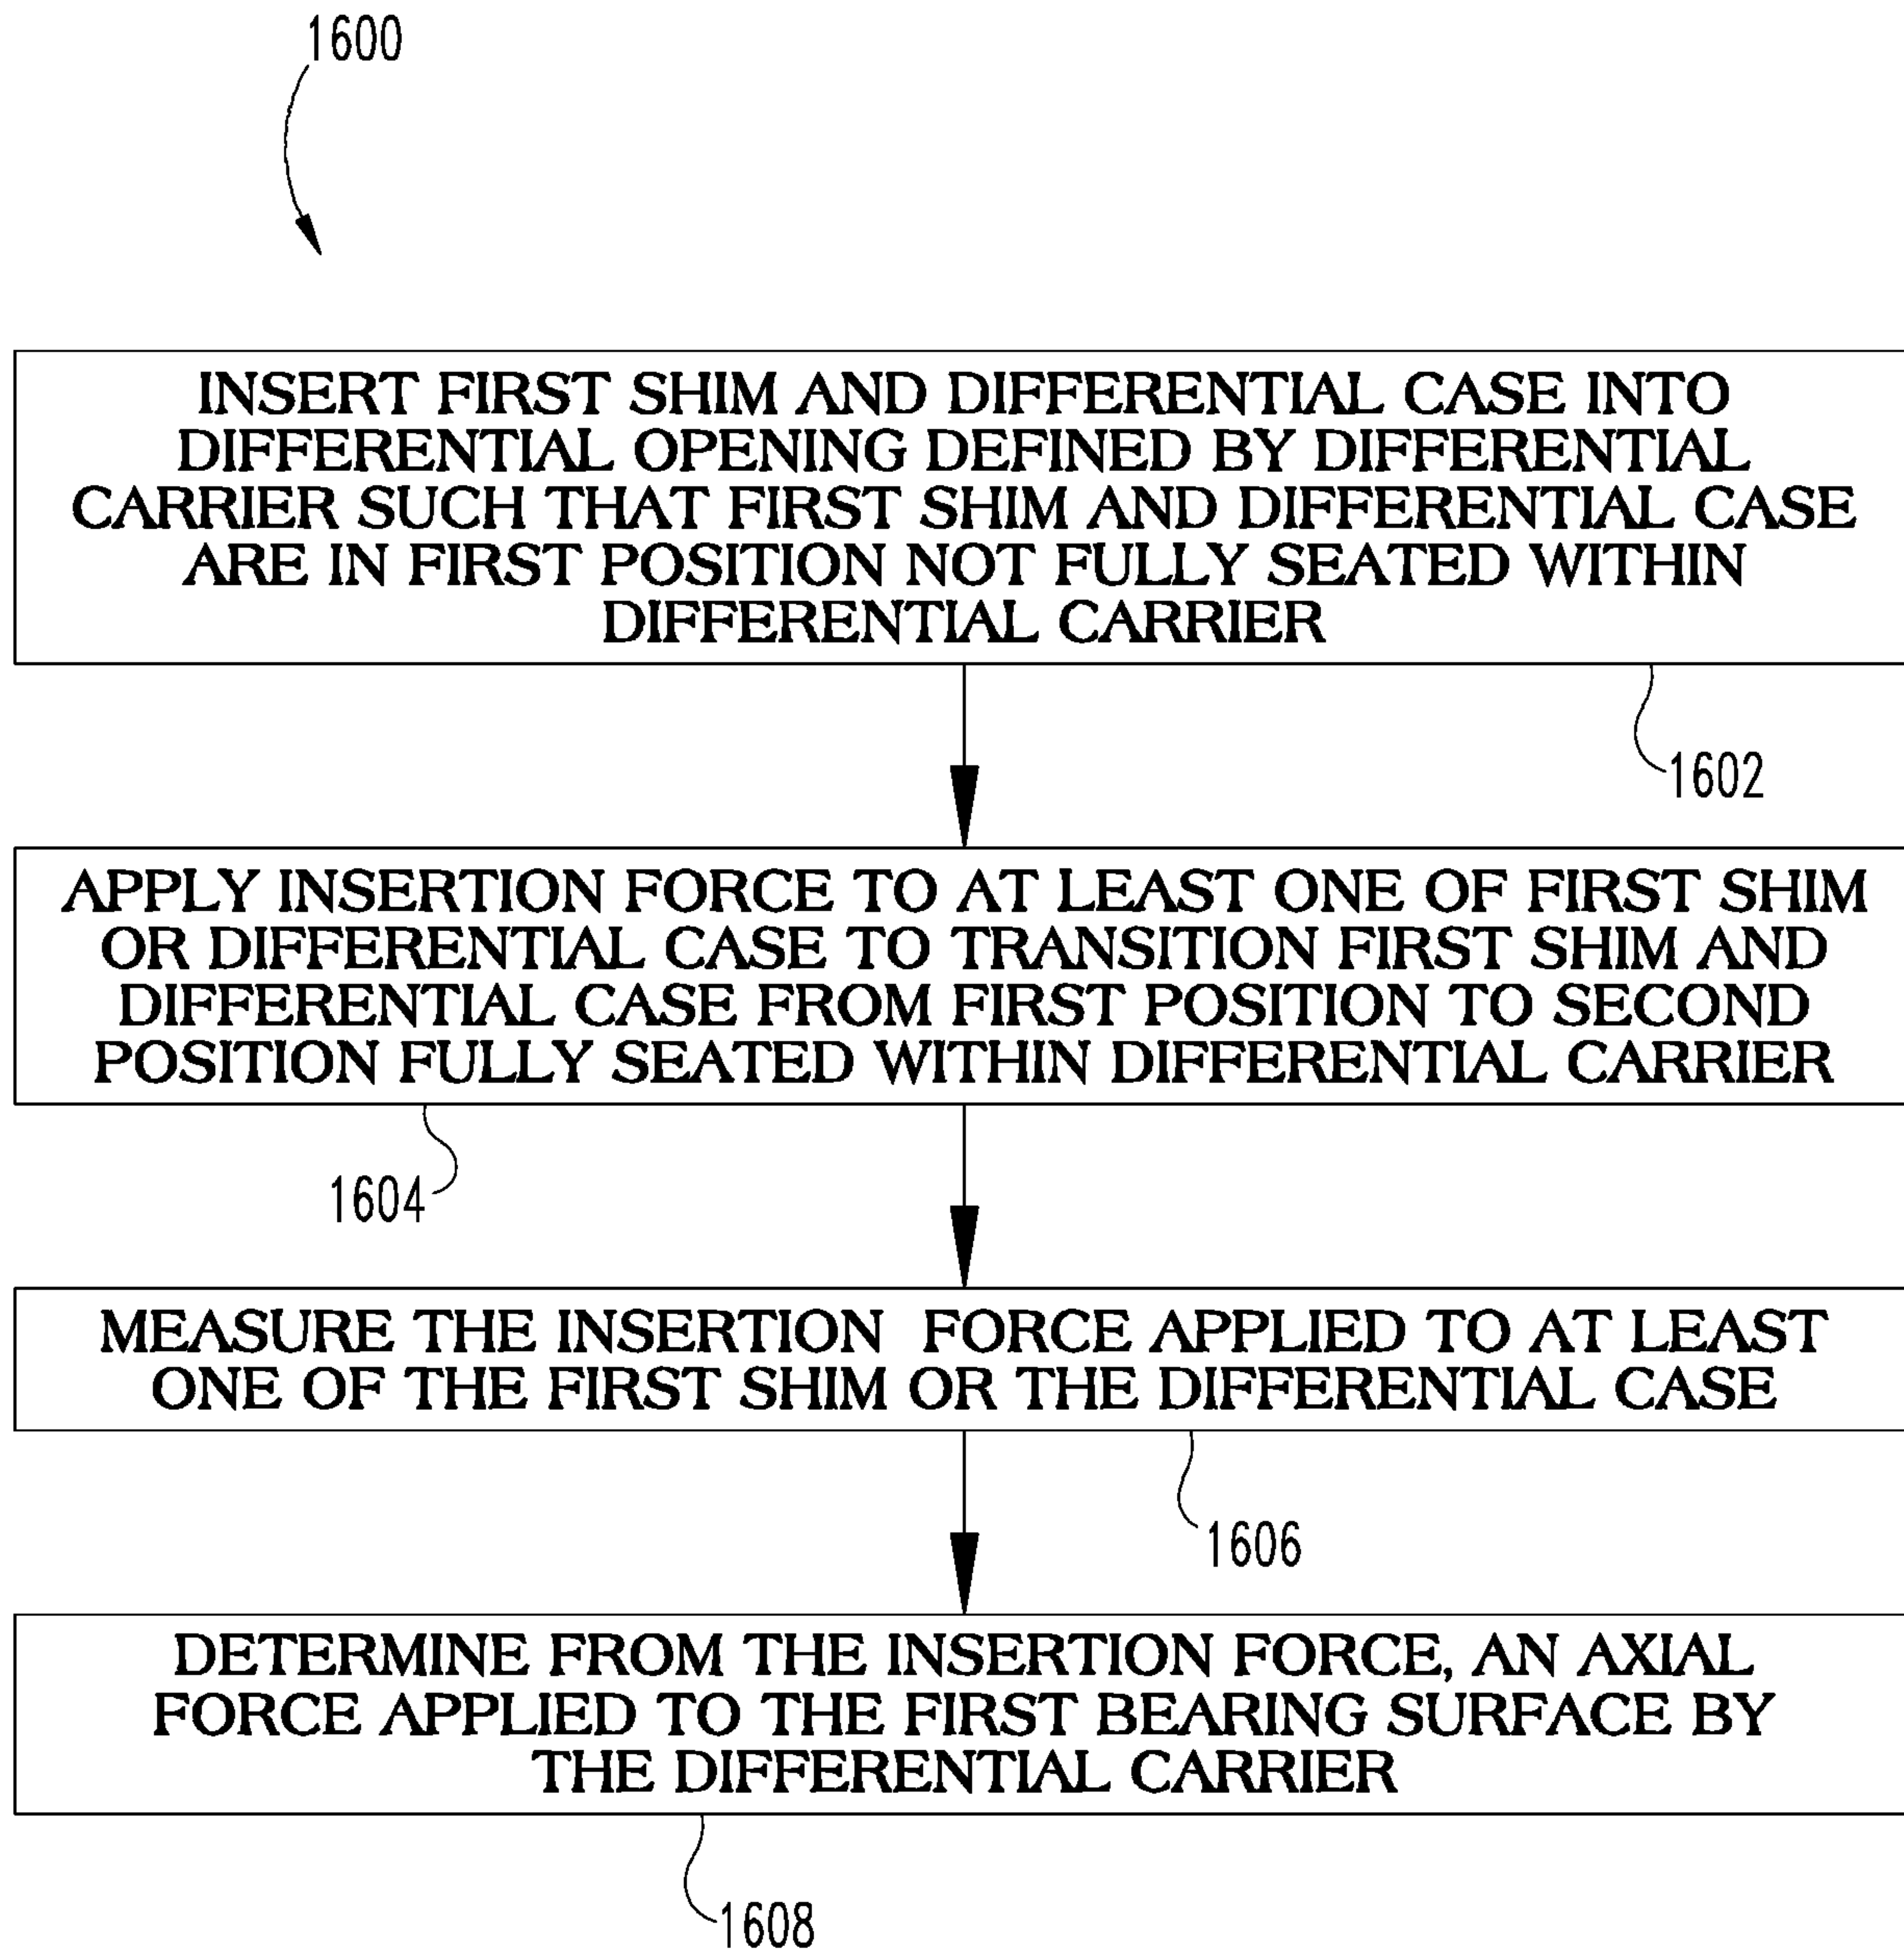 1600
INSERT FIRST SHIM AND DIFFERENTIAL CASE INTO
DIFFERENTIAL OPENING DEFINED BY DIFFERENTIAL
CARRIER SUCH THAT FIRST SHIM AND DIFFERENTIAL CASE
ARE IN FIRST POSITION NOT FULLY SEATED WITHIN
DIFFERENTIAL CARRIER
1602
APPLY INSERTION FORCE TO AT LEAST ONE OF FIRST SHIM
OR DIFFERENTIAL CASE TO TRANSITION FIRST SHIM AND
DIFFERENTIAL CASE FROM FIRST POSITION TO SECOND
POSITION FULLY SEATED WITHIN DIFFERENTIAL CARRIER
1604
MEASURE THE INSERTION FORCE APPLIED TO AT LEAST
ONE OF THE FIRST SHIM OR THE DIFFERENTIAL CASE
1606
DETERMINE FROM THE INSERTION FORCE, AN AXIAL
FORCE APPLIED TO THE FIRST BEARING SURFACE BY
THE DIFFERENTIAL CARRIER
1608